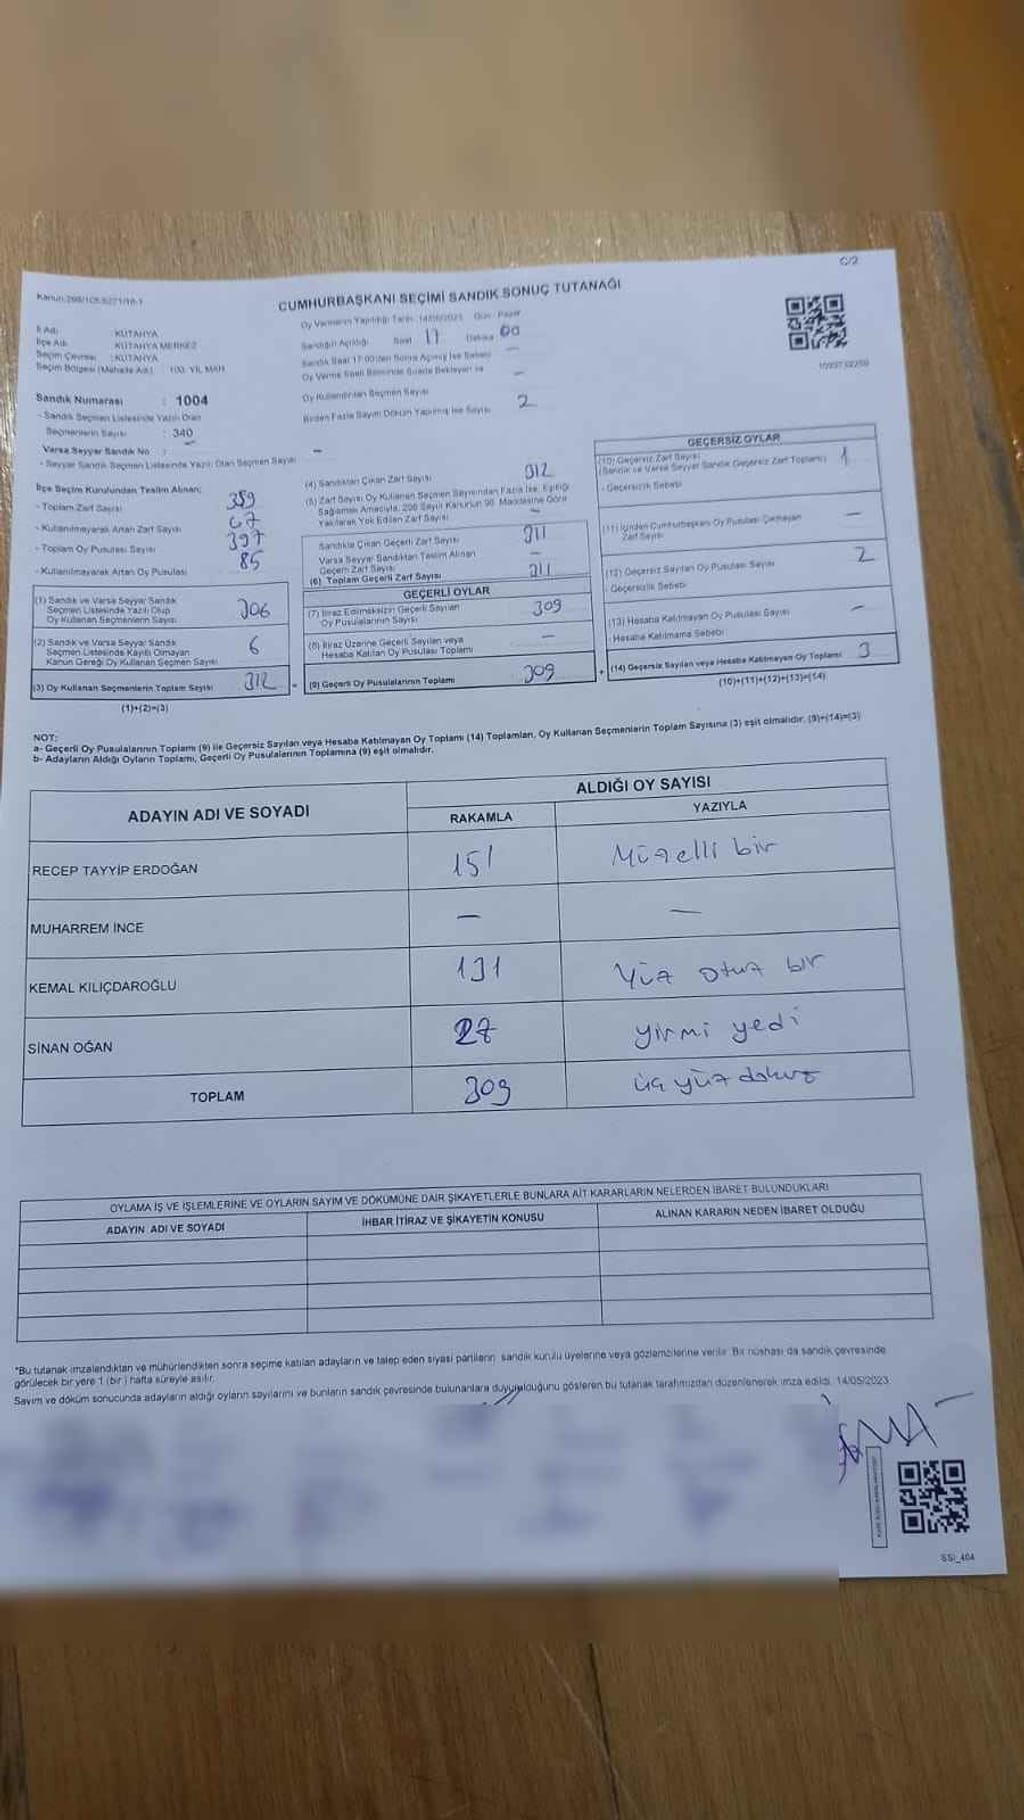 C/2
CUMHURBAŞKANI SEÇİMİ SANDIK SONUÇ TUTANAĞI
Oy Vermenin Yapıldığı Tarih: 14/05/2023 Gün: Pazar
İl Adı : KÜTAHYA
İlçe Adı : KÜTAHYA MERKEZ
Seçim Çevresi : KÜTAHYA
Seçim Bölgesi (Mahalle Adı) : 100. YIL MAH.
Sandığın Açıldığı Saat 17 Dakika 00
Sandık Saat 17:00'den Sonra Açılmış İse Sebebi —
Oy Verme Saati Bitiminde Sırada Bekleyen ve
Oy Kullandırılan Seçmen Sayısı —
Birden Fazla Sayım Döküm Yapılmış İse Sayısı 2
Sandık Numarası : 1004
- Sandık Seçmen Listesinde Yazılı Olan
Seçmenlerin Sayısı : 340
Varsa Seyyar Sandık No : —
- Seyyar Sandık Seçmen Listesinde Yazılı Olan Seçmen Sayısı —
İlçe Seçim Kurulundan Teslim Alınan;
- Toplam Zarf Sayısı
- Kullanılmayarak Artan Zarf Sayısı 67
- Toplam Oy Pusulası Sayısı 397
- Kullanılmayarak Artan Oy Pusulası 85
(1) Sandık ve Varsa Seyyar Sandık
Seçmen Listesinde Yazılı Olup
Oy Kullanan Seçmenlerin Sayısı 306
(2) Sandık ve Varsa Seyyar Sandık
Seçmen Listesinde Kayıtlı Olmayan
Kanun Gereği Oy Kullanan Seçmen Sayısı 6
(3) Oy Kullanan Seçmenlerin Toplam Sayısı 312 =
(1)+(2)=(3)
(4) Sandıktan Çıkan Zarf Sayısı 312
(5) Zarf Sayısı Oy Kullanan Seçmen Sayısından Fazla İse, Eşitliği
Sağlamak Amacıyla, 298 Sayılı Kanunun 98. Maddesine Göre
Yakılarak Yok Edilen Zarf Sayısı —
Sandıkta Çıkan Geçerli Zarf Sayısı 311
Varsa Seyyar Sandıktan Teslim Alınan
Geçerli Zarf Sayısı —
(6) Toplam Geçerli Zarf Sayısı 311
GEÇERLİ OYLAR
(7) İtiraz Edilmeksizin Geçerli Sayılan
Oy Pusulalarının Sayısı 309
(8) İtiraz Üzerine Geçerli Sayılan veya
Hesaba Katılan Oy Pusulası Toplamı —
(9) Geçerli Oy Pusulalarının Toplamı 309 +
GEÇERSİZ OYLAR
(10) Geçersiz Zarf Sayısı
(Sandık ve Varsa Seyyar Sandık Geçersiz Zarf Toplamı) 1
- Geçersizlik Sebebi:
(11) İçinden Cumhurbaşkanı Oy Pusulası Çıkmayan
Zarf Sayısı —
(12) Geçersiz Sayılan Oy Pusulası Sayısı 2
- Geçersizlik Sebebi:
(13) Hesaba Katılmayan Oy Pusulası Sayısı —
- Hesaba Katılmama Sebebi:
(14) Geçersiz Sayılan veya Hesaba Katılmayan Oy Toplamı 3
(10)+(11)+(12)+(13)=(14)
NOT:
a- Geçerli Oy Pusulalarının Toplamı (9) ile Geçersiz Sayılan veya Hesaba Katılmayan Oy Toplamı (14) Toplamları, Oy Kullanan Seçmenlerin Toplam Sayısına (3) eşit olmalıdır. (9)+(14)=(3)
b- Adayların Aldığı Oyların Toplamı, Geçerli Oy Pusulalarının Toplamına (9) eşit olmalıdır.
ADAYIN ADI VE SOYADI
ALDIĞI OY SAYISI
RAKAMLA YAZIYLA
RECEP TAYYİP ERDOĞAN 151 Yüzelli bir
MUHARREM İNCE — —
KEMAL KILIÇDAROĞLU 131 Yüz otuz bir
SİNAN OĞAN 27 yirmi yedi
TOPLAM 309 üç yüz dokuz
OYLAMA İŞ VE İŞLEMLERİNE VE OYLARIN SAYIM VE DÖKÜMÜNE DAİR ŞİKAYETLERLE BUNLARA AİT KARARLARIN NELERDEN İBARET BULUNDUKLARI
ADAYIN ADI VE SOYADI İHBAR İTİRAZ VE ŞİKAYETİN KONUSU ALINAN KARARIN NEDEN İBARET OLDUĞU
*Bu tutanak imzalandıktan ve mühürlendikten sonra seçime katılan adayların ve talep eden siyasi partilerin sandık kurulu üyelerine veya gözlemcilerine verilir. Bir nüshası da sandık çevresinde
görülecek bir yere 1 (bir) hafta süreyle asılır.
Sayım ve döküm sonucunda adayların aldığı oyların sayılarını ve bunların sandık çevresinde bulunanlara duyurulduğunu gösteren bu tutanak tarafımızdan düzenlenerek imza edildi. 14/05/2023
SSI_404